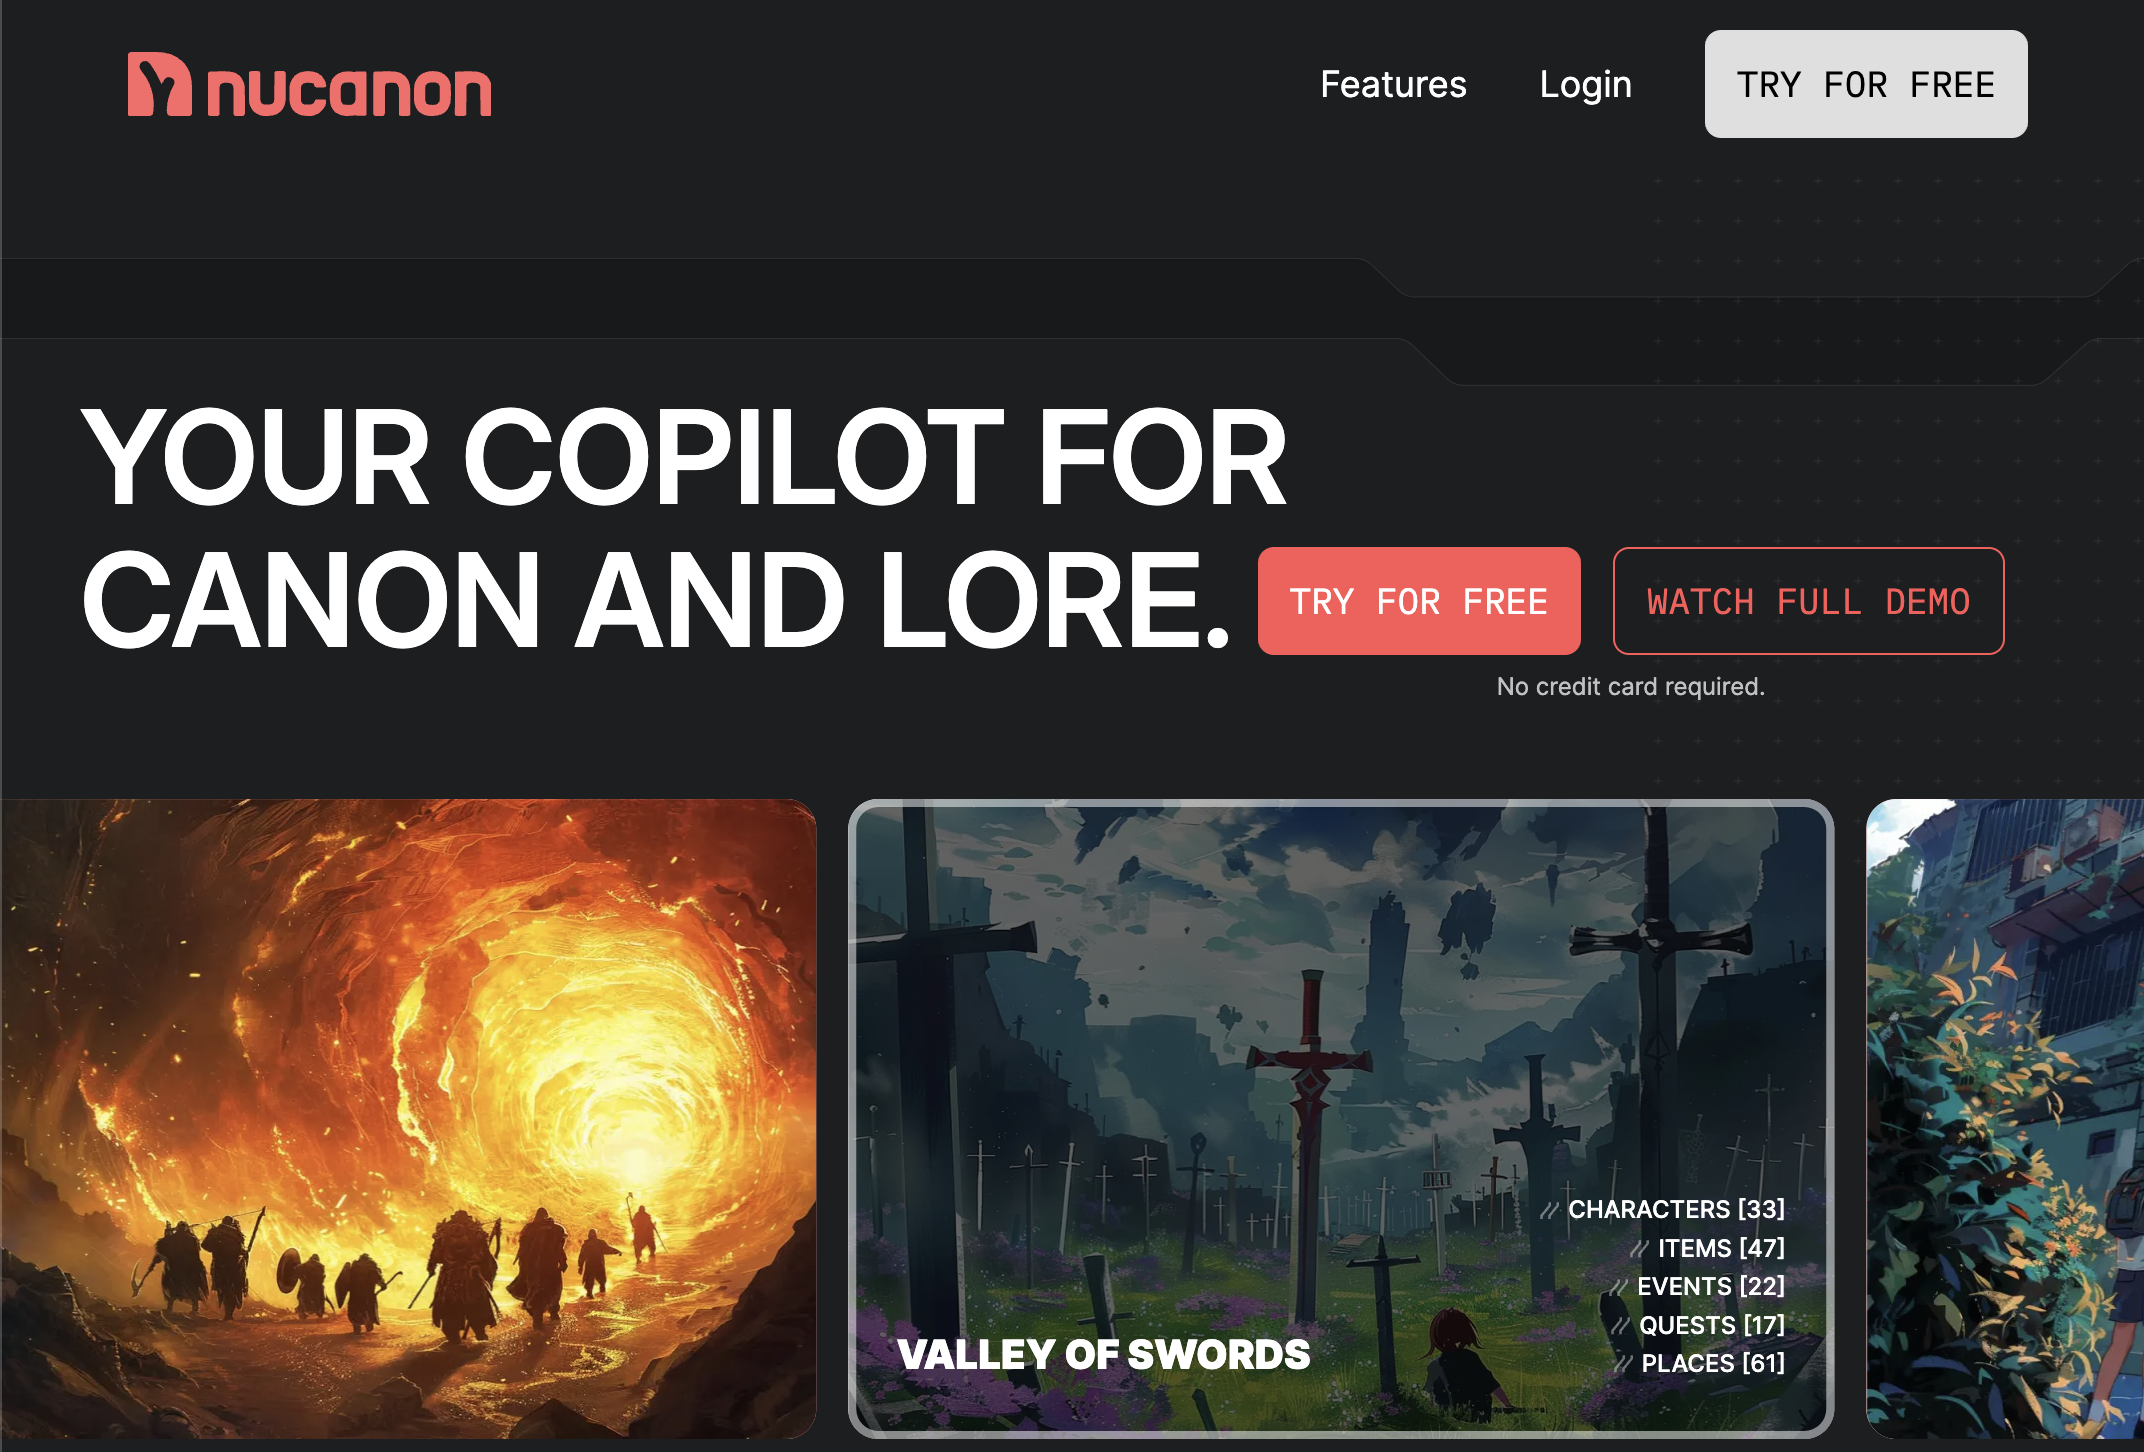 nucanon
Features
Login
TRY FOR FREE
YOUR COPILOT FOR
CANON AND LORE.
TRY FOR FREE
WATCH FULL DEMO
No credit card required.
VALLEY OF SWORDS
// CHARACTERS [33]
// ITEMS [47]
// EVENTS [22]
// QUESTS [17]
// PLACES [61]